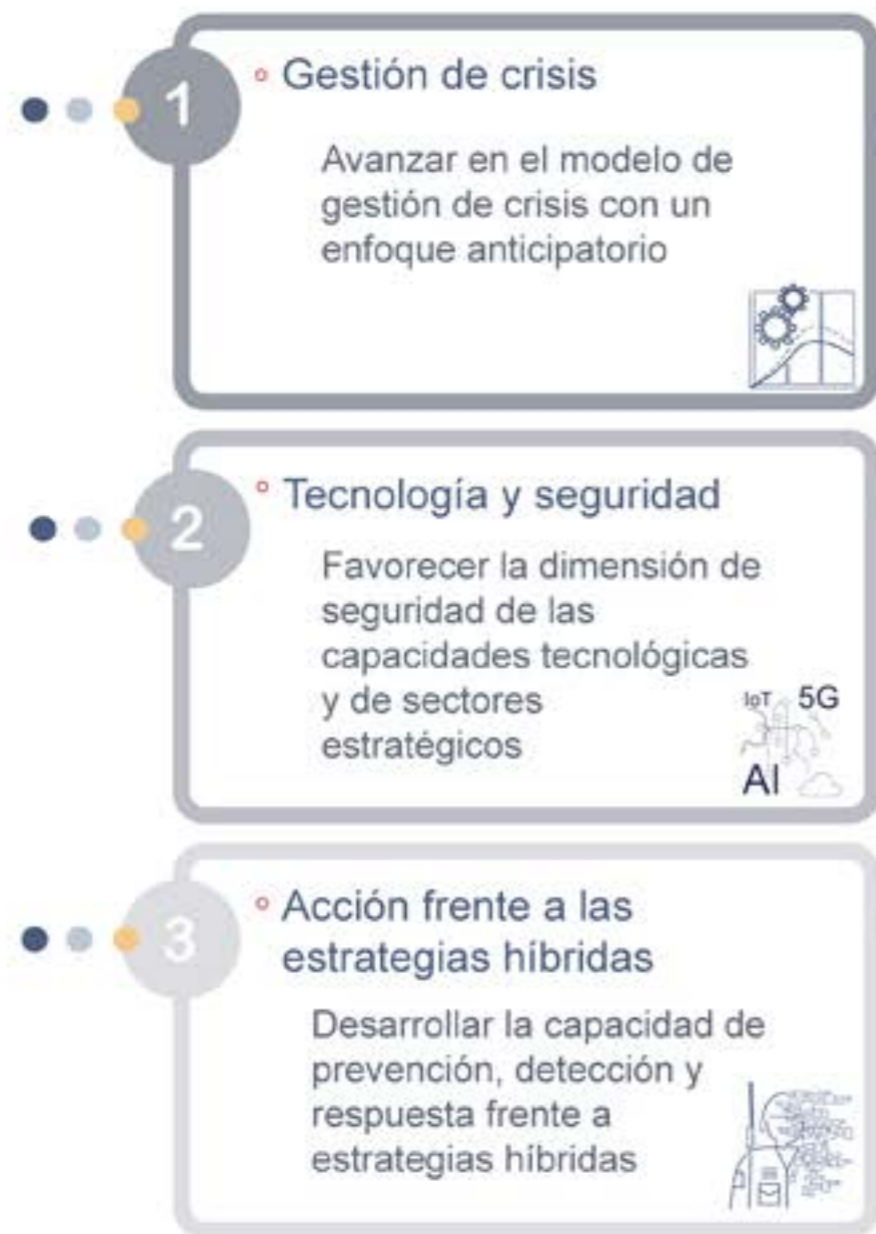 1
Gestión de crisis
Avanzar en el modelo de
gestión de crisis con un
enfoque anticipatorio
2
Tecnología y seguridad
Favorecer la dimensión de
seguridad de las
capacidades tecnológicas
y de sectores
estratégicos
IoT 5G
AI
3
Acción frente a las
estrategias híbridas
Desarrollar la capacidad de
prevención, detección y
respuesta frente a
estrategias híbridas